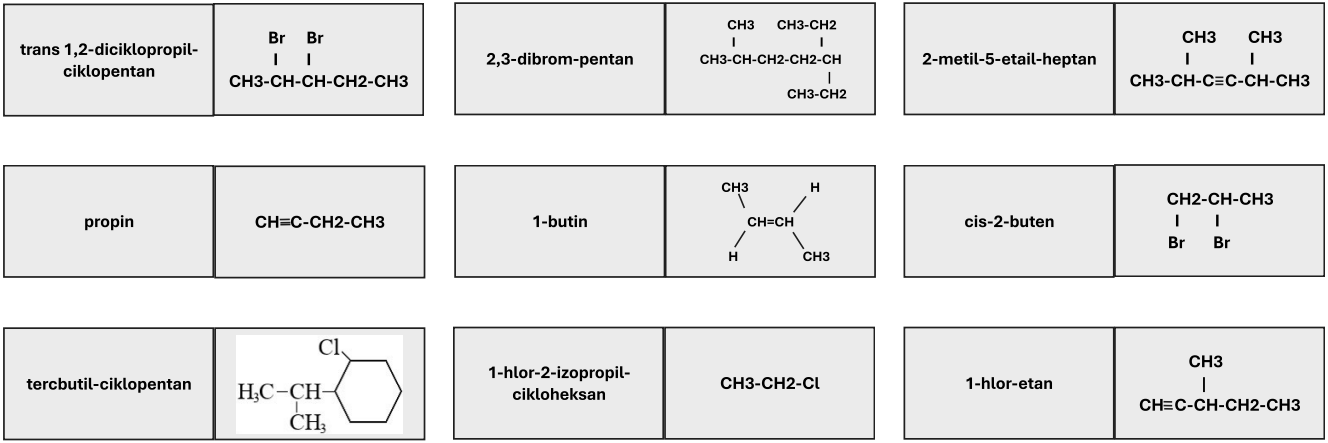 trans 1,2-diciklopropil-
ciklopentan
Br Br
CH3-CH-CH-CH2-CH3
2,3-dibrom-pentan
CH3 CH3-CH2
CH3-CH-CH2-CH2-CH
CH3-CH2
2-metil-5-etail-heptan
CH3 CH3
CH3-CH-C≡C-CH-CH3
propin
CH≡C-CH2-CH3
1-butin
CH3 H
CH=CH
H CH3
cis-2-buten
CH2-CH-CH3
Br Br
tercbutil-ciklopentan
Cl
H₃C-CH
CH₃
1-hlor-2-izopropil-
cikloheksan
CH3-CH2-Cl
1-hlor-etan
CH3
CH≡C-CH-CH2-CH3